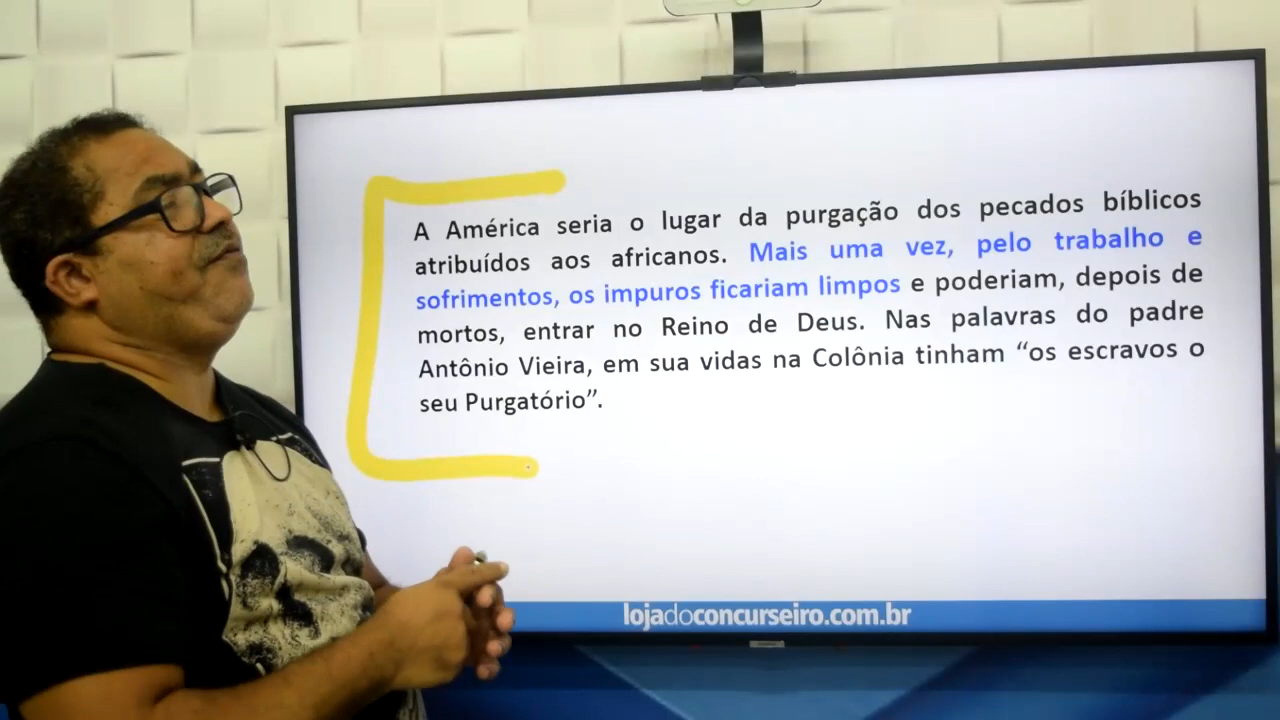 A América seria o lugar da purgação dos pecados bíblicos
atribuídos aos africanos. Mais uma vez, pelo trabalho e
sofrimentos, os impuros ficariam limpos e poderiam, depois de
mortos, entrar no Reino de Deus. Nas palavras do padre
Antônio Vieira, em sua vidas na Colônia tinham “os escravos o
seu Purgatório”.
lojadoconcurseiro.com.br